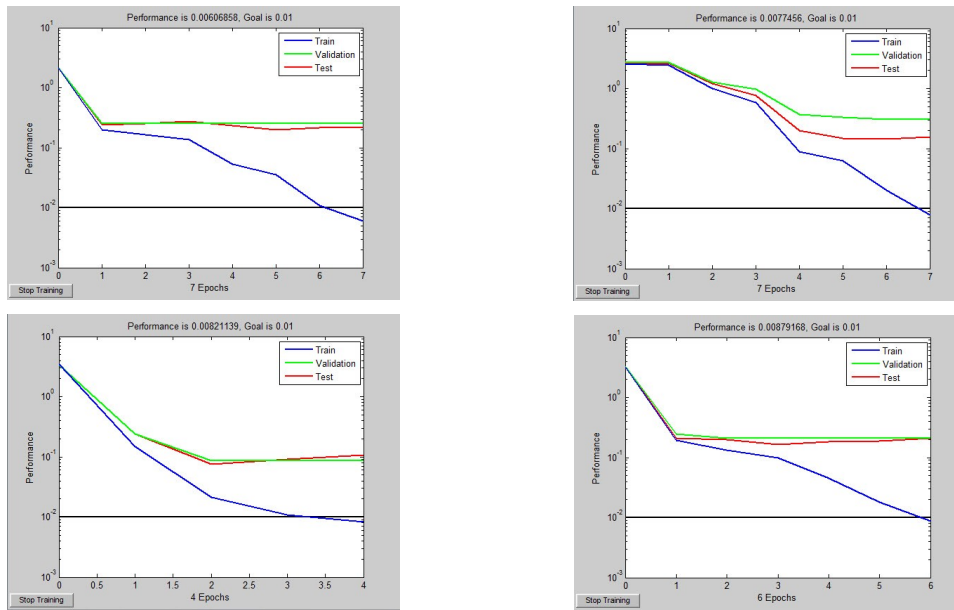 Performance is 0.00606858, Goal is 0.01
10^1
10^0
10^-1
10^-2
10^-3
Performance
Train
Validation
Test
0 1 2 3 4 5 6 7
7 Epochs
Stop Training
Performance is 0.0077456, Goal is 0.01
10^1
10^0
10^-1
10^-2
10^-3
Performance
Train
Validation
Test
0 1 2 3 4 5 6 7
7 Epochs
Stop Training
Performance is 0.00821139, Goal is 0.01
10^1
10^0
10^-1
10^-2
10^-3
Performance
Train
Validation
Test
0 0.5 1 1.5 2 2.5 3 3.5 4
4 Epochs
Stop Training
Performance is 0.00879168, Goal is 0.01
10^1
10^0
10^-1
10^-2
10^-3
Performance
Train
Validation
Test
0 1 2 3 4 5 6
6 Epochs
Stop Training